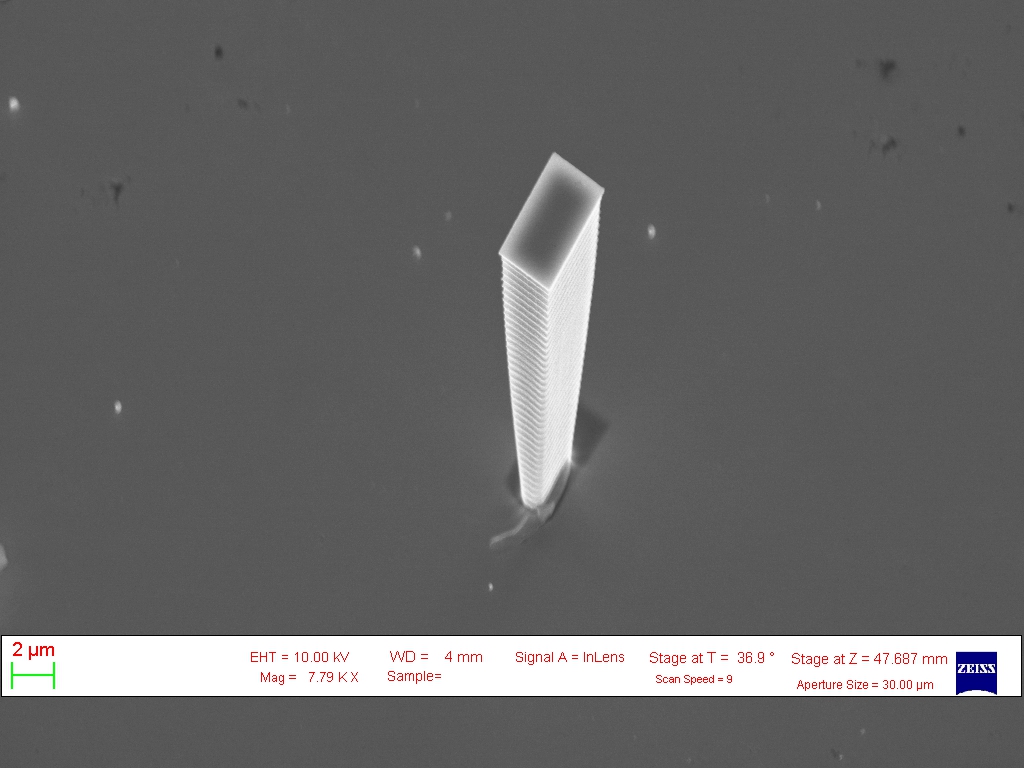 2 µm
EHT = 10.00 kV WD = 4 mm Signal A = InLens Stage at T = 36.9 ° Stage at Z = 47.687 mm
Mag = 7.79 K X Sample= Scan Speed = 9 Aperture Size = 30.00 µm
ZEISS